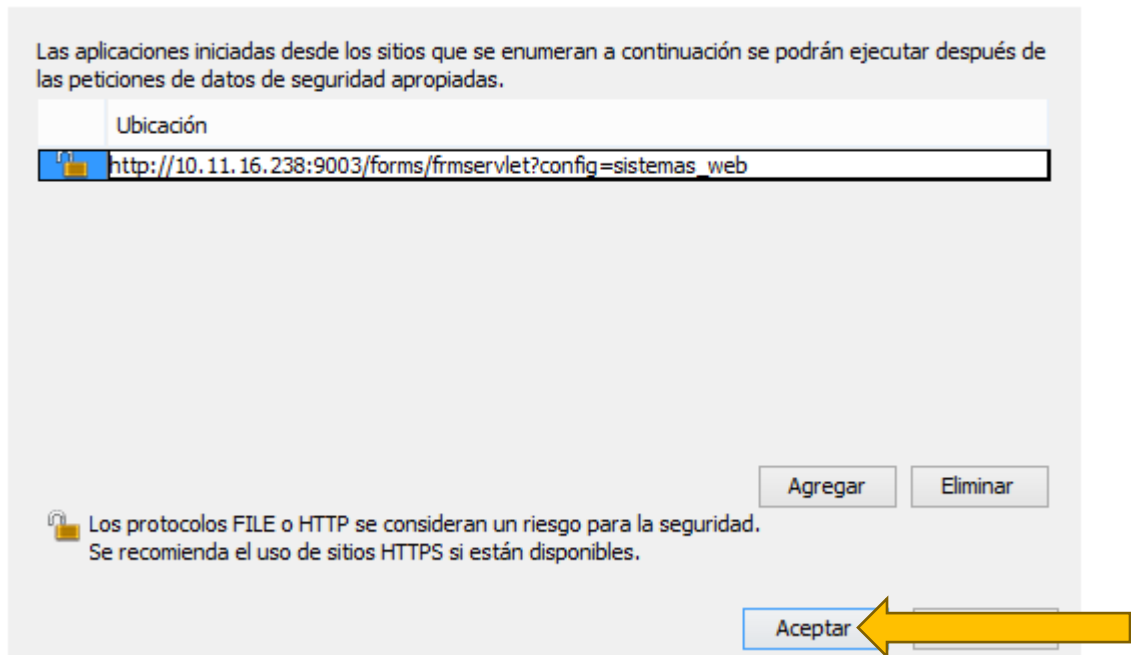 Las aplicaciones iniciadas desde los sitios que se enumeran a continuación se podrán ejecutar después de
las peticiones de datos de seguridad apropiadas.
Ubicación
http://10.11.16.238:9003/forms/frmservlet?config=sistemas_web
Agregar
Eliminar
Los protocolos FILE o HTTP se consideran un riesgo para la seguridad.
Se recomienda el uso de sitios HTTPS si están disponibles.
Aceptar